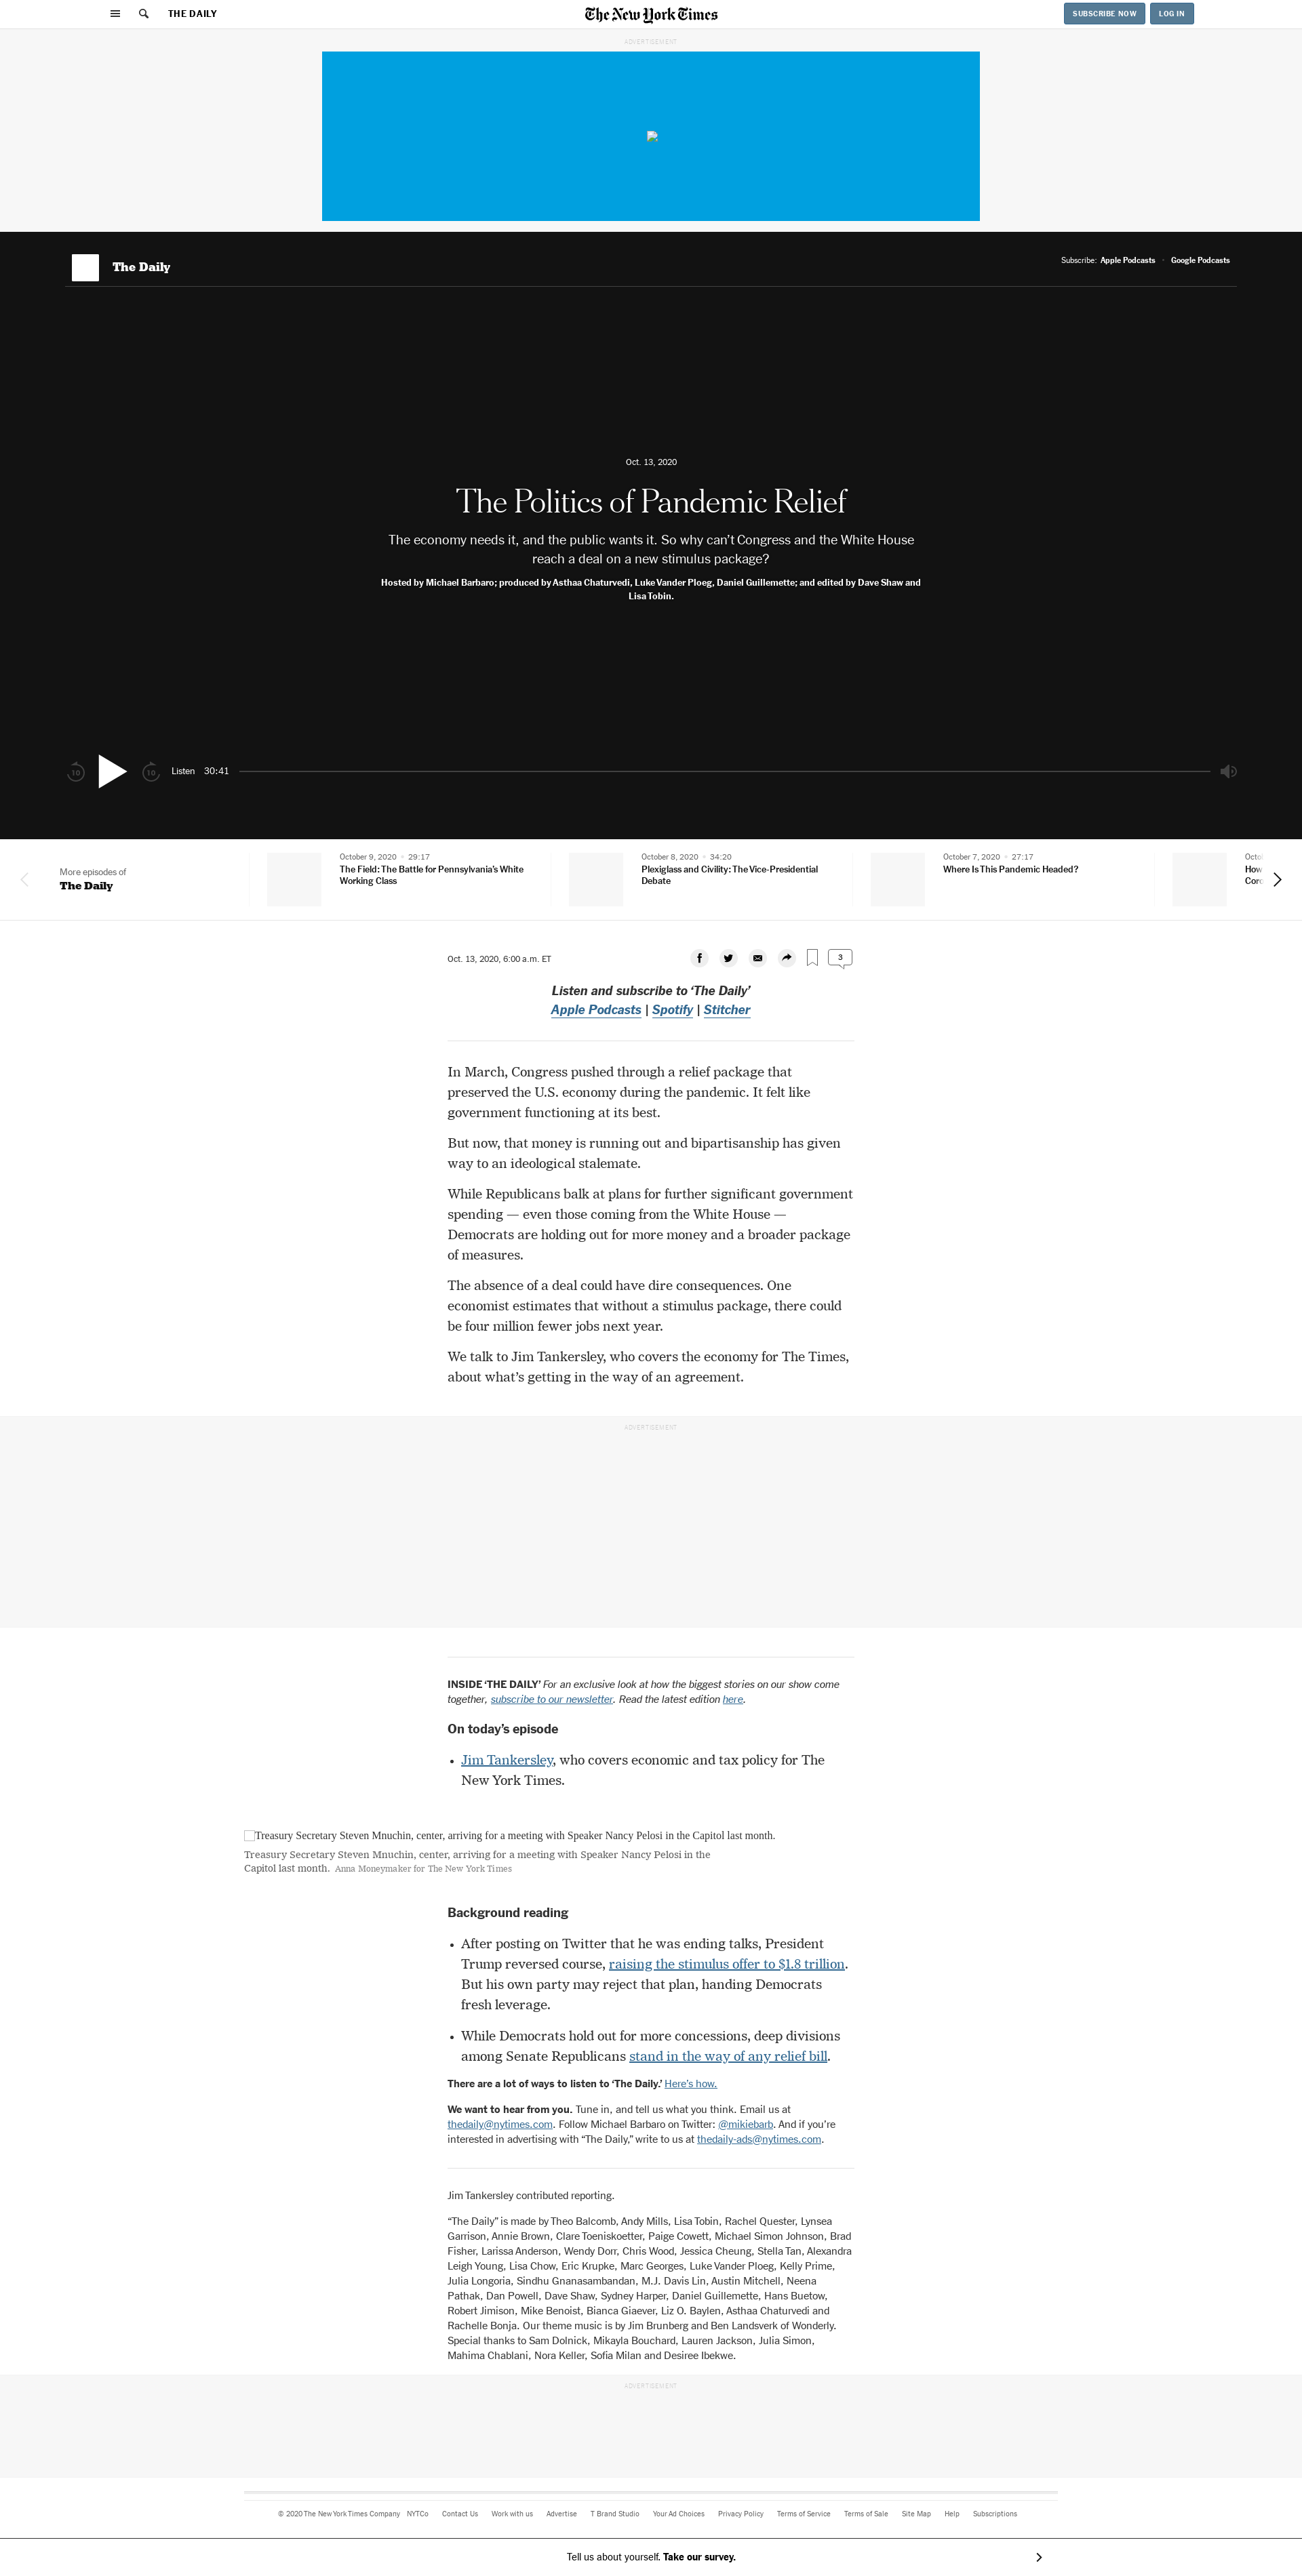 THE DAILY
The New York Times
SUBSCRIBE NOW
LOG IN
ADVERTISEMENT
The Daily
Subscribe: Apple Podcasts • Google Podcasts
Oct. 13, 2020
The Politics of Pandemic Relief
The economy needs it, and the public wants it. So why can’t Congress and the White House
reach a deal on a new stimulus package?
Hosted by Michael Barbaro; produced by Asthaa Chaturvedi, Luke Vander Ploeg, Daniel Guillemette; and edited by Dave Shaw and
Lisa Tobin.
10
10
Listen 30:41
More episodes of
The Daily
October 9, 2020 • 29:17
The Field: The Battle for Pennsylvania’s White
Working Class
October 8, 2020 • 34:20
Plexiglass and Civility: The Vice-Presidential
Debate
October 7, 2020 • 27:17
Where Is This Pandemic Headed?
How
Oct. 13, 2020, 6:00 a.m. ET
3
Listen and subscribe to ‘The Daily’
Apple Podcasts | Spotify | Stitcher
In March, Congress pushed through a relief package that
preserved the U.S. economy during the pandemic. It felt like
government functioning at its best.
But now, that money is running out and bipartisanship has given
way to an ideological stalemate.
While Republicans balk at plans for further significant government
spending — even those coming from the White House —
Democrats are holding out for more money and a broader package
of measures.
The absence of a deal could have dire consequences. One
economist estimates that without a stimulus package, there could
be four million fewer jobs next year.
We talk to Jim Tankersley, who covers the economy for The Times,
about what’s getting in the way of an agreement.
ADVERTISEMENT
INSIDE ‘THE DAILY’ For an exclusive look at how the biggest stories on our show come
together, subscribe to our newsletter. Read the latest edition here.
On today’s episode
• Jim Tankersley, who covers economic and tax policy for The
New York Times.
Treasury Secretary Steven Mnuchin, center, arriving for a meeting with Speaker Nancy Pelosi in the Capitol last month.
Treasury Secretary Steven Mnuchin, center, arriving for a meeting with Speaker Nancy Pelosi in the
Capitol last month. Anna Moneymaker for The New York Times
Background reading
• After posting on Twitter that he was ending talks, President
Trump reversed course, raising the stimulus offer to $1.8 trillion.
But his own party may reject that plan, handing Democrats
fresh leverage.
• While Democrats hold out for more concessions, deep divisions
among Senate Republicans stand in the way of any relief bill.
There are a lot of ways to listen to ‘The Daily.’ Here’s how.
We want to hear from you. Tune in, and tell us what you think. Email us at
thedaily@nytimes.com. Follow Michael Barbaro on Twitter: @mikiebarb. And if you’re
interested in advertising with “The Daily,” write to us at thedaily-ads@nytimes.com.
Jim Tankersley contributed reporting.
“The Daily” is made by Theo Balcomb, Andy Mills, Lisa Tobin, Rachel Quester, Lynsea
Garrison, Annie Brown, Clare Toeniskoetter, Paige Cowett, Michael Simon Johnson, Brad
Fisher, Larissa Anderson, Wendy Dorr, Chris Wood, Jessica Cheung, Stella Tan, Alexandra
Leigh Young, Lisa Chow, Eric Krupke, Marc Georges, Luke Vander Ploeg, Kelly Prime,
Julia Longoria, Sindhu Gnanasambandan, M.J. Davis Lin, Austin Mitchell, Neena
Pathak, Dan Powell, Dave Shaw, Sydney Harper, Daniel Guillemette, Hans Buetow,
Robert Jimison, Mike Benoist, Bianca Giaever, Liz O. Baylen, Asthaa Chaturvedi and
Rachelle Bonja. Our theme music is by Jim Brunberg and Ben Landsverk of Wonderly.
Special thanks to Sam Dolnick, Mikayla Bouchard, Lauren Jackson, Julia Simon,
Mahima Chablani, Nora Keller, Sofia Milan and Desiree Ibekwe.
ADVERTISEMENT
© 2020 The New York Times Company NYTCo Contact Us Work with us Advertise T Brand Studio Your Ad Choices Privacy Policy Terms of Service Terms of Sale Site Map Help Subscriptions
Tell us about yourself. Take our survey.